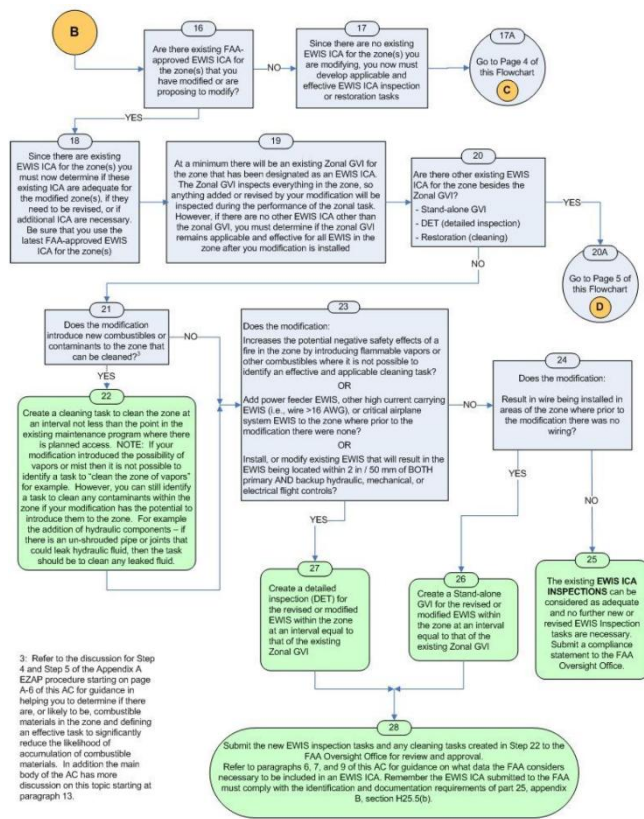 B
16
Are there existing FAA-
approved EWIS ICA for
the zone(s) that you
have modified or are
proposing to modify?
NO
17
Since there are no existing
EWIS ICA for the zone(s) you
are modifying, you now must
develop applicable and
effective EWIS ICA inspection
or restoration tasks
17A
Go to Page 4 of
this Flowchart
C
YES
18
Since there are existing
EWIS ICA for the zone(s) you
must now determine if these
existing ICA are adequate for
the modified zone(s), if they
need to be revised, or if
additional ICA are necessary.
Be sure that you use the
latest FAA-approved EWIS
ICA for the zone(s)
19
At a minimum there will be an existing Zonal GVI for
the zone that has been designated as an EWIS ICA.
The Zonal GVI inspects everything in the zone, so
anything added or revised by your modification will be
inspected during the performance of the zonal task.
However, if there are no other EWIS ICA other than
the zonal GVI, you must determine if the zonal GVI
remains applicable and effective for all EWIS in the
zone after you modification is installed
20
Are there other existing EWIS
ICA for the zone besides the
Zonal GVI?
- Stand-alone GVI
- DET (detailed inspection)
- Restoration (cleaning)
YES
20A
Go to Page 5 of
this Flowchart
D
NO
21
Does the modification
introduce new combustibles or
contaminants to the zone that
can be cleaned?3
NO
YES
22
Create a cleaning task to clean the zone at
an interval not less than the point in the
existing maintenance program where there
is planned access. NOTE: If your
modification introduced the possibility of
vapors or mist then it is not possible to
identify a task to “clean the zone of vapors”
for example. However, you can still identify
a task to clean any contaminants within the
zone if your modification has the potential to
introduce them to the zone. For example
the addition of hydraulic components – if
there is an un-shrouded pipe or joints that
could leak hydraulic fluid, then the task
should be to clean any leaked fluid.
23
Does the modification:
Increases the potential negative safety effects of a
fire in the zone by introducing flammable vapors or
other combustibles where it is not possible to
identify an effective and applicable cleaning task?
OR
Add power feeder EWIS, other high current carrying
EWIS (i.e., wire >16 AWG), or critical airplane
system EWIS to the zone where prior to the
modification there were none?
OR
Install, or modify existing EWIS that will result in the
EWIS being located within 2 in / 50 mm of BOTH
primary AND backup hydraulic, mechanical, or
electrical flight controls?
NO
24
Does the modification:
Result in wire being installed in
areas of the zone where prior to
the modification there was no
wiring?
YES
YES
NO
27
Create a detailed
inspection (DET) for
the revised or modified
EWIS within the zone
at an interval equal to
that of the existing
Zonal GVI
26
Create a Stand-alone
GVI for the revised or
modified EWIS within
the zone at an interval
equal to that of the
existing Zonal GVI
25
The existing EWIS ICA
INSPECTIONS can be
considered as adequate
and no further new or
revised EWIS Inspection
tasks are necessary.
Submit a compliance
statement to the FAA
Oversight Office.
3: Refer to the discussion for Step
4 and Step 5 of the Appendix A
EZAP procedure starting on page
A-6 of this AC for guidance in
helping you to determine if there
are, or likely to be, combustible
materials in the zone and defining
an effective task to significantly
reduce the likelihood of
accumulation of combustible
materials. In addition the main
body of the AC has more
discussion on this topic starting at
paragraph 13.
28
Submit the new EWIS inspection tasks and any cleaning tasks created in Step 22 to the
FAA Oversight Office for review and approval.
Refer to paragraphs 6, 7, and 9 of this AC for guidance on what data the FAA considers
necessary to be included in an EWIS ICA. Remember the EWIS ICA submitted to the FAA
must comply with the identification and documentation requirements of part 25, appendix
B, section H25.5(b).